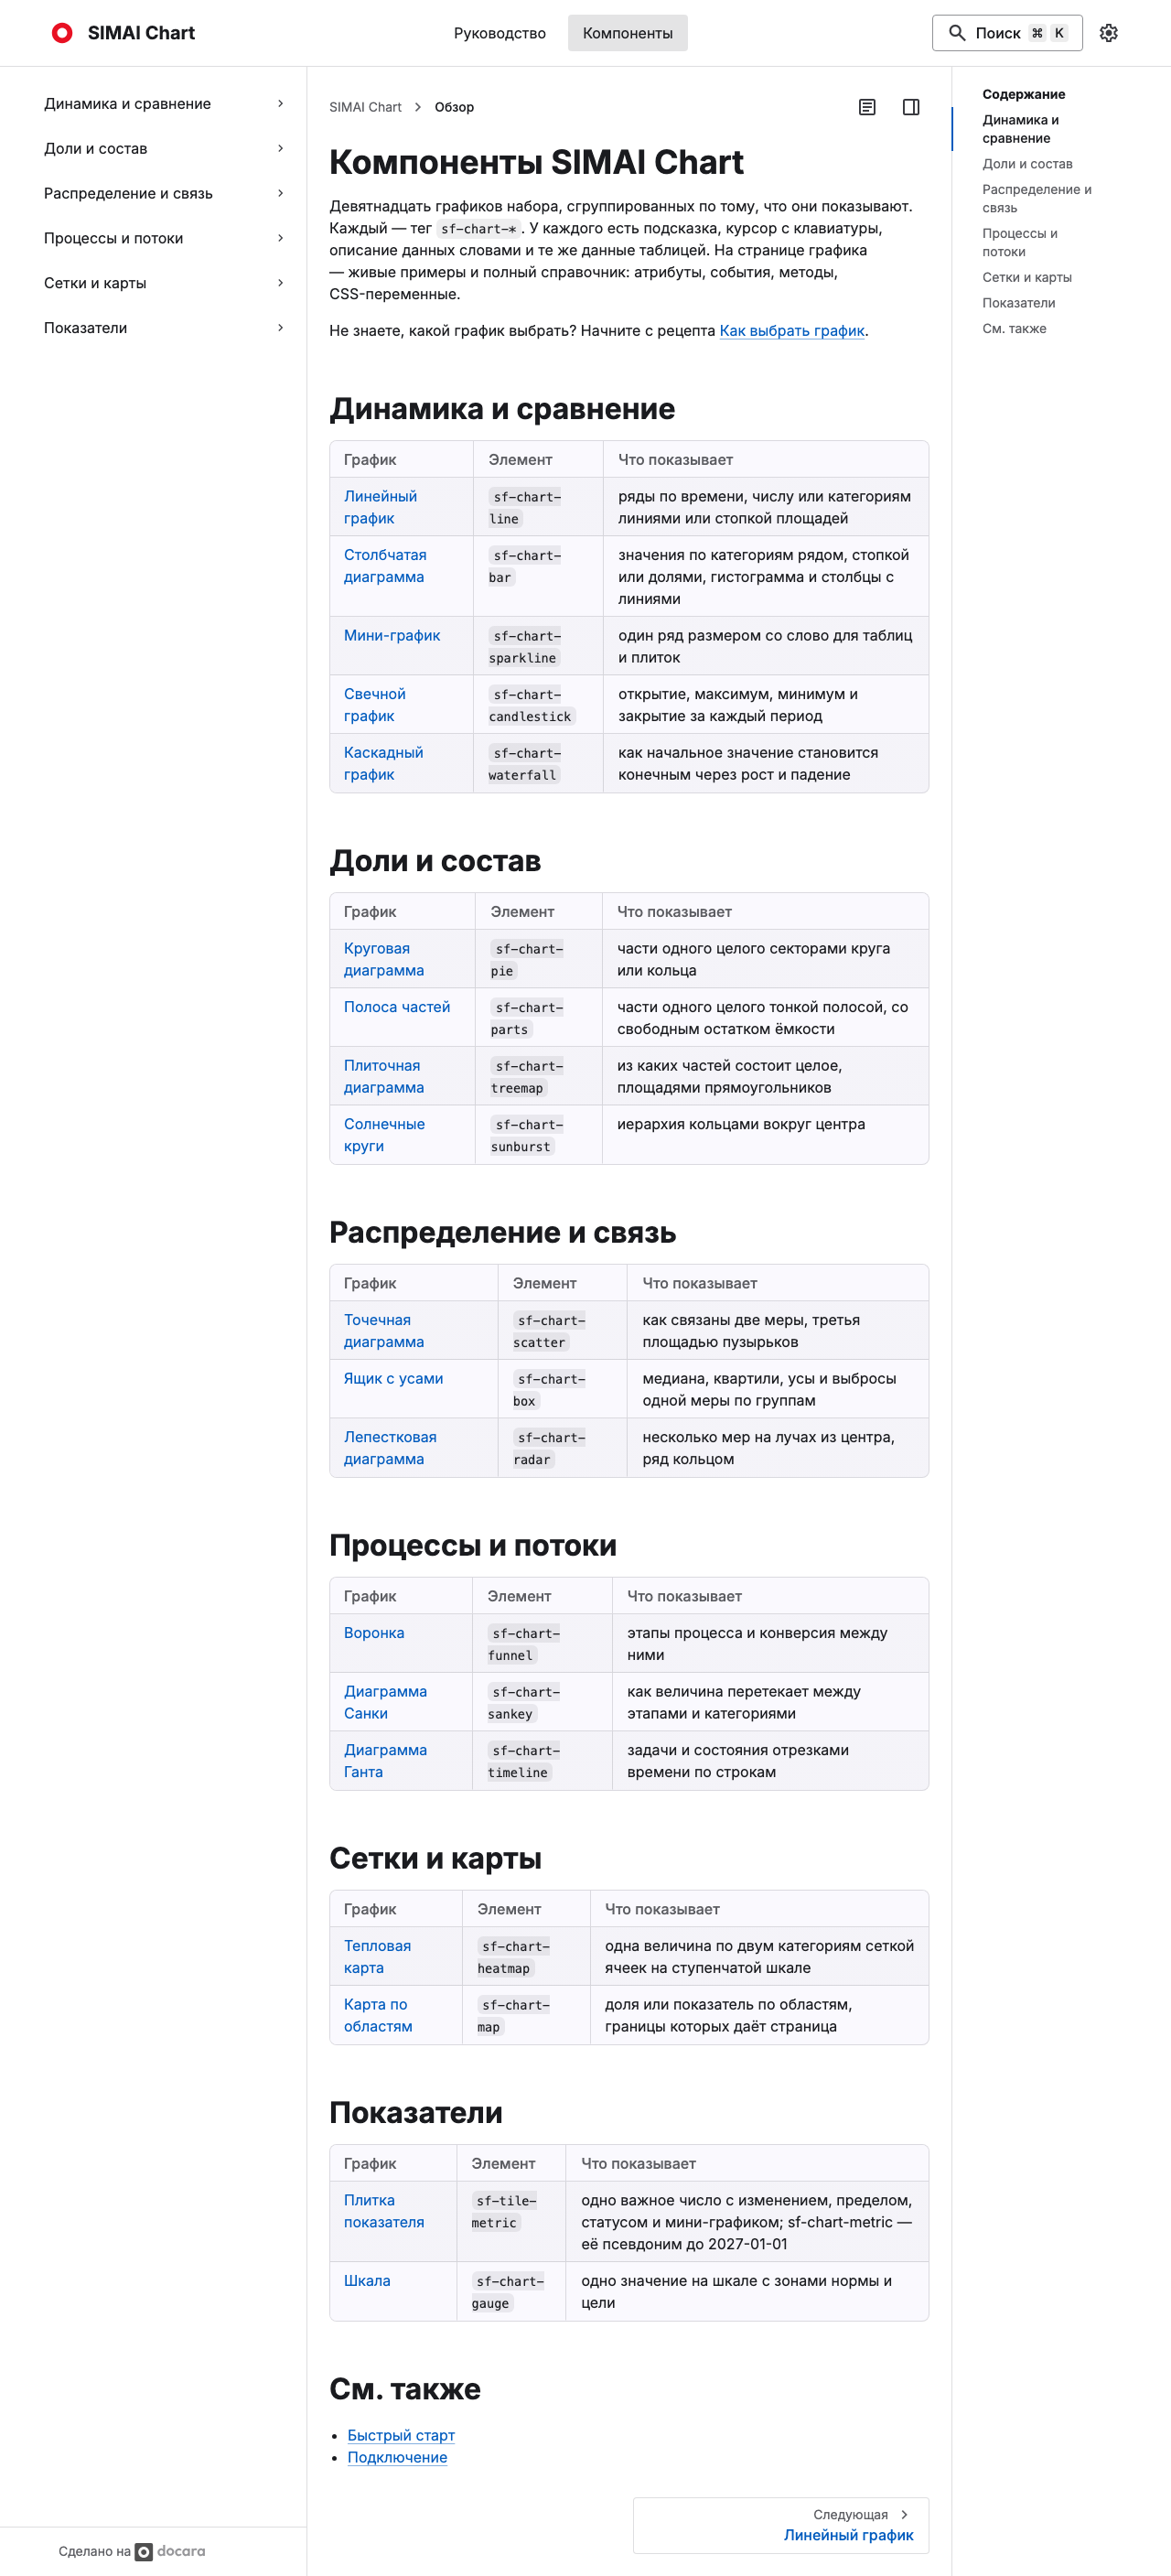 SIMAI Chart
Руководство
Компоненты
Поиск ⌘ K
Динамика и сравнение
Доли и состав
Распределение и связь
Процессы и потоки
Сетки и карты
Показатели
SIMAI Chart > Обзор
Компоненты SIMAI Chart
Девятнадцать графиков набора, сгруппированных по тому, что они показывают.
Каждый — тег sf-chart-*. У каждого есть подсказка, курсор с клавиатуры,
описание данных словами и те же данные таблицей. На странице графика
— живые примеры и полный справочник: атрибуты, события, методы,
CSS-переменные.
Не знаете, какой график выбрать? Начните с рецепта Как выбрать график.
Динамика и сравнение
График Элемент Что показывает
Линейный sf-chart- ряды по времени, числу или категориям
график line линиями или стопкой площадей
Столбчатая sf-chart- значения по категориям рядом, стопкой
диаграмма bar или долями, гистограмма и столбцы с
линиями
Мини-график sf-chart- один ряд размером со слово для таблиц
sparkline и плиток
Свечной sf-chart- открытие, максимум, минимум и
график candlestick закрытие за каждый период
Каскадный sf-chart- как начальное значение становится
график waterfall конечным через рост и падение
Доли и состав
График Элемент Что показывает
Круговая sf-chart- части одного целого секторами круга
диаграмма pie или кольца
Полоса частей sf-chart- части одного целого тонкой полосой, со
parts свободным остатком ёмкости
Плиточная sf-chart- из каких частей состоит целое,
диаграмма treemap площадями прямоугольников
Солнечные sf-chart- иерархия кольцами вокруг центра
круги sunburst
Распределение и связь
График Элемент Что показывает
Точечная sf-chart- как связаны две меры, третья
диаграмма scatter площадью пузырьков
Ящик с усами sf-chart- медиана, квартили, усы и выбросы
box одной меры по группам
Лепестковая sf-chart- несколько мер на лучах из центра,
диаграмма radar ряд кольцом
Процессы и потоки
График Элемент Что показывает
Воронка sf-chart- этапы процесса и конверсия между
funnel ними
Диаграмма sf-chart- как величина перетекает между
Санки sankey этапами и категориями
Диаграмма sf-chart- задачи и состояния отрезками
Ганта timeline времени по строкам
Сетки и карты
График Элемент Что показывает
Тепловая sf-chart- одна величина по двум категориям сеткой
карта heatmap ячеек на ступенчатой шкале
Карта по sf-chart- доля или показатель по областям,
областям map границы которых даёт страница
Показатели
График Элемент Что показывает
Плитка sf-tile- одно важное число с изменением, пределом,
показателя metric статусом и мини-графиком; sf-chart-metric —
её псевдоним до 2027-01-01
Шкала sf-chart- одно значение на шкале с зонами нормы и
gauge цели
См. также
• Быстрый старт
• Подключение
Следующая >
Линейный график
Содержание
Динамика и
сравнение
Доли и состав
Распределение и
связь
Процессы и
потоки
Сетки и карты
Показатели
См. также
Сделано на docara